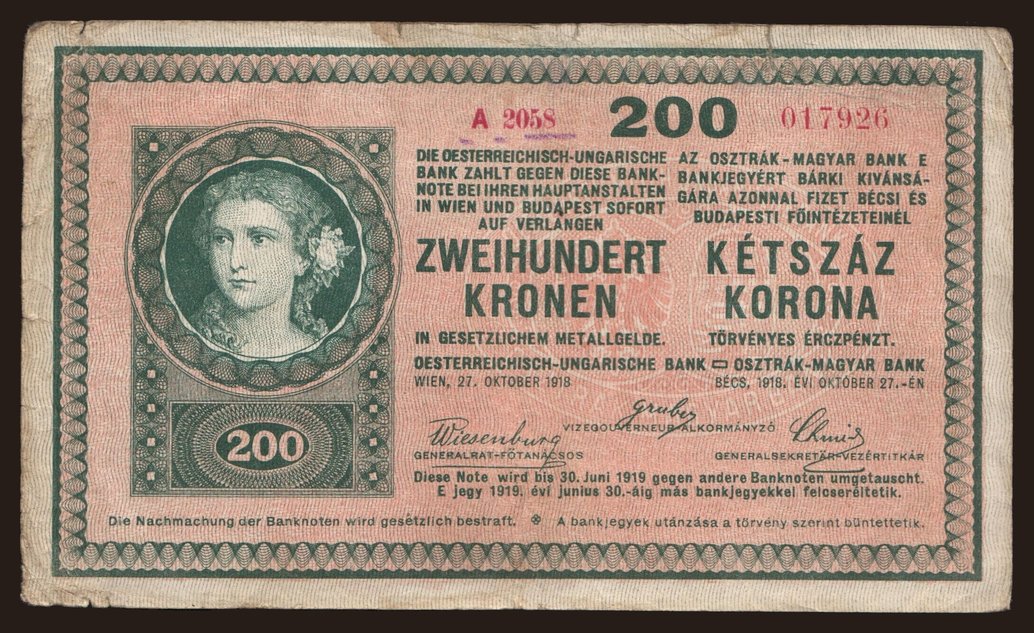 A 2058 200 017926
DIE OESTERREICHISCH-UNGARISCHE
BANK ZAHLT GEGEN DIESE BANK-
NOTE BEI IHREN HAUPTANSTALTEN
IN WIEN UND BUDAPEST SOFORT
AUF VERLANGEN
ZWEIHUNDERT
KRONEN
IN GESETZLICHEM METALLGELDE.
AZ OSZTRÁK-MAGYAR BANK E
BANKJEGYÉRT BÁRKI KIVÁNSÁ-
GÁRA AZONNAL FIZET BÉCSI ÉS
BUDAPESTI FŐINTÉZETEINÉL
KÉTSZÁZ
KORONA
TÖRVÉNYES ÉRCZPÉNZT.
OESTERREICHISCH-UNGARISCHE BANK OSZTRÁK-MAGYAR BANK
WIEN, 27. OKTOBER 1918 BÉCS, 1918. ÉVI OKTÓBER 27.-ÉN
200
Wiesenburg
GENERALRAT-FŐTANÁCSOS
Gruber
VIZEGOUVERNEUR-ALKORMÁNYZÓ
Schmid
GENERALSEKRETÄR-VEZÉRTITKÁR
Diese Note wird bis 30. Juni 1919 gegen andere Banknoten umgetauscht.
E jegy 1919. évi junius 30.-áig más bankjegyekkel felcseréltetik.
Die Nachmachung der Banknoten wird gesetzlich bestraft. A bankjegyek utánzása a törvény szerint büntettetik.